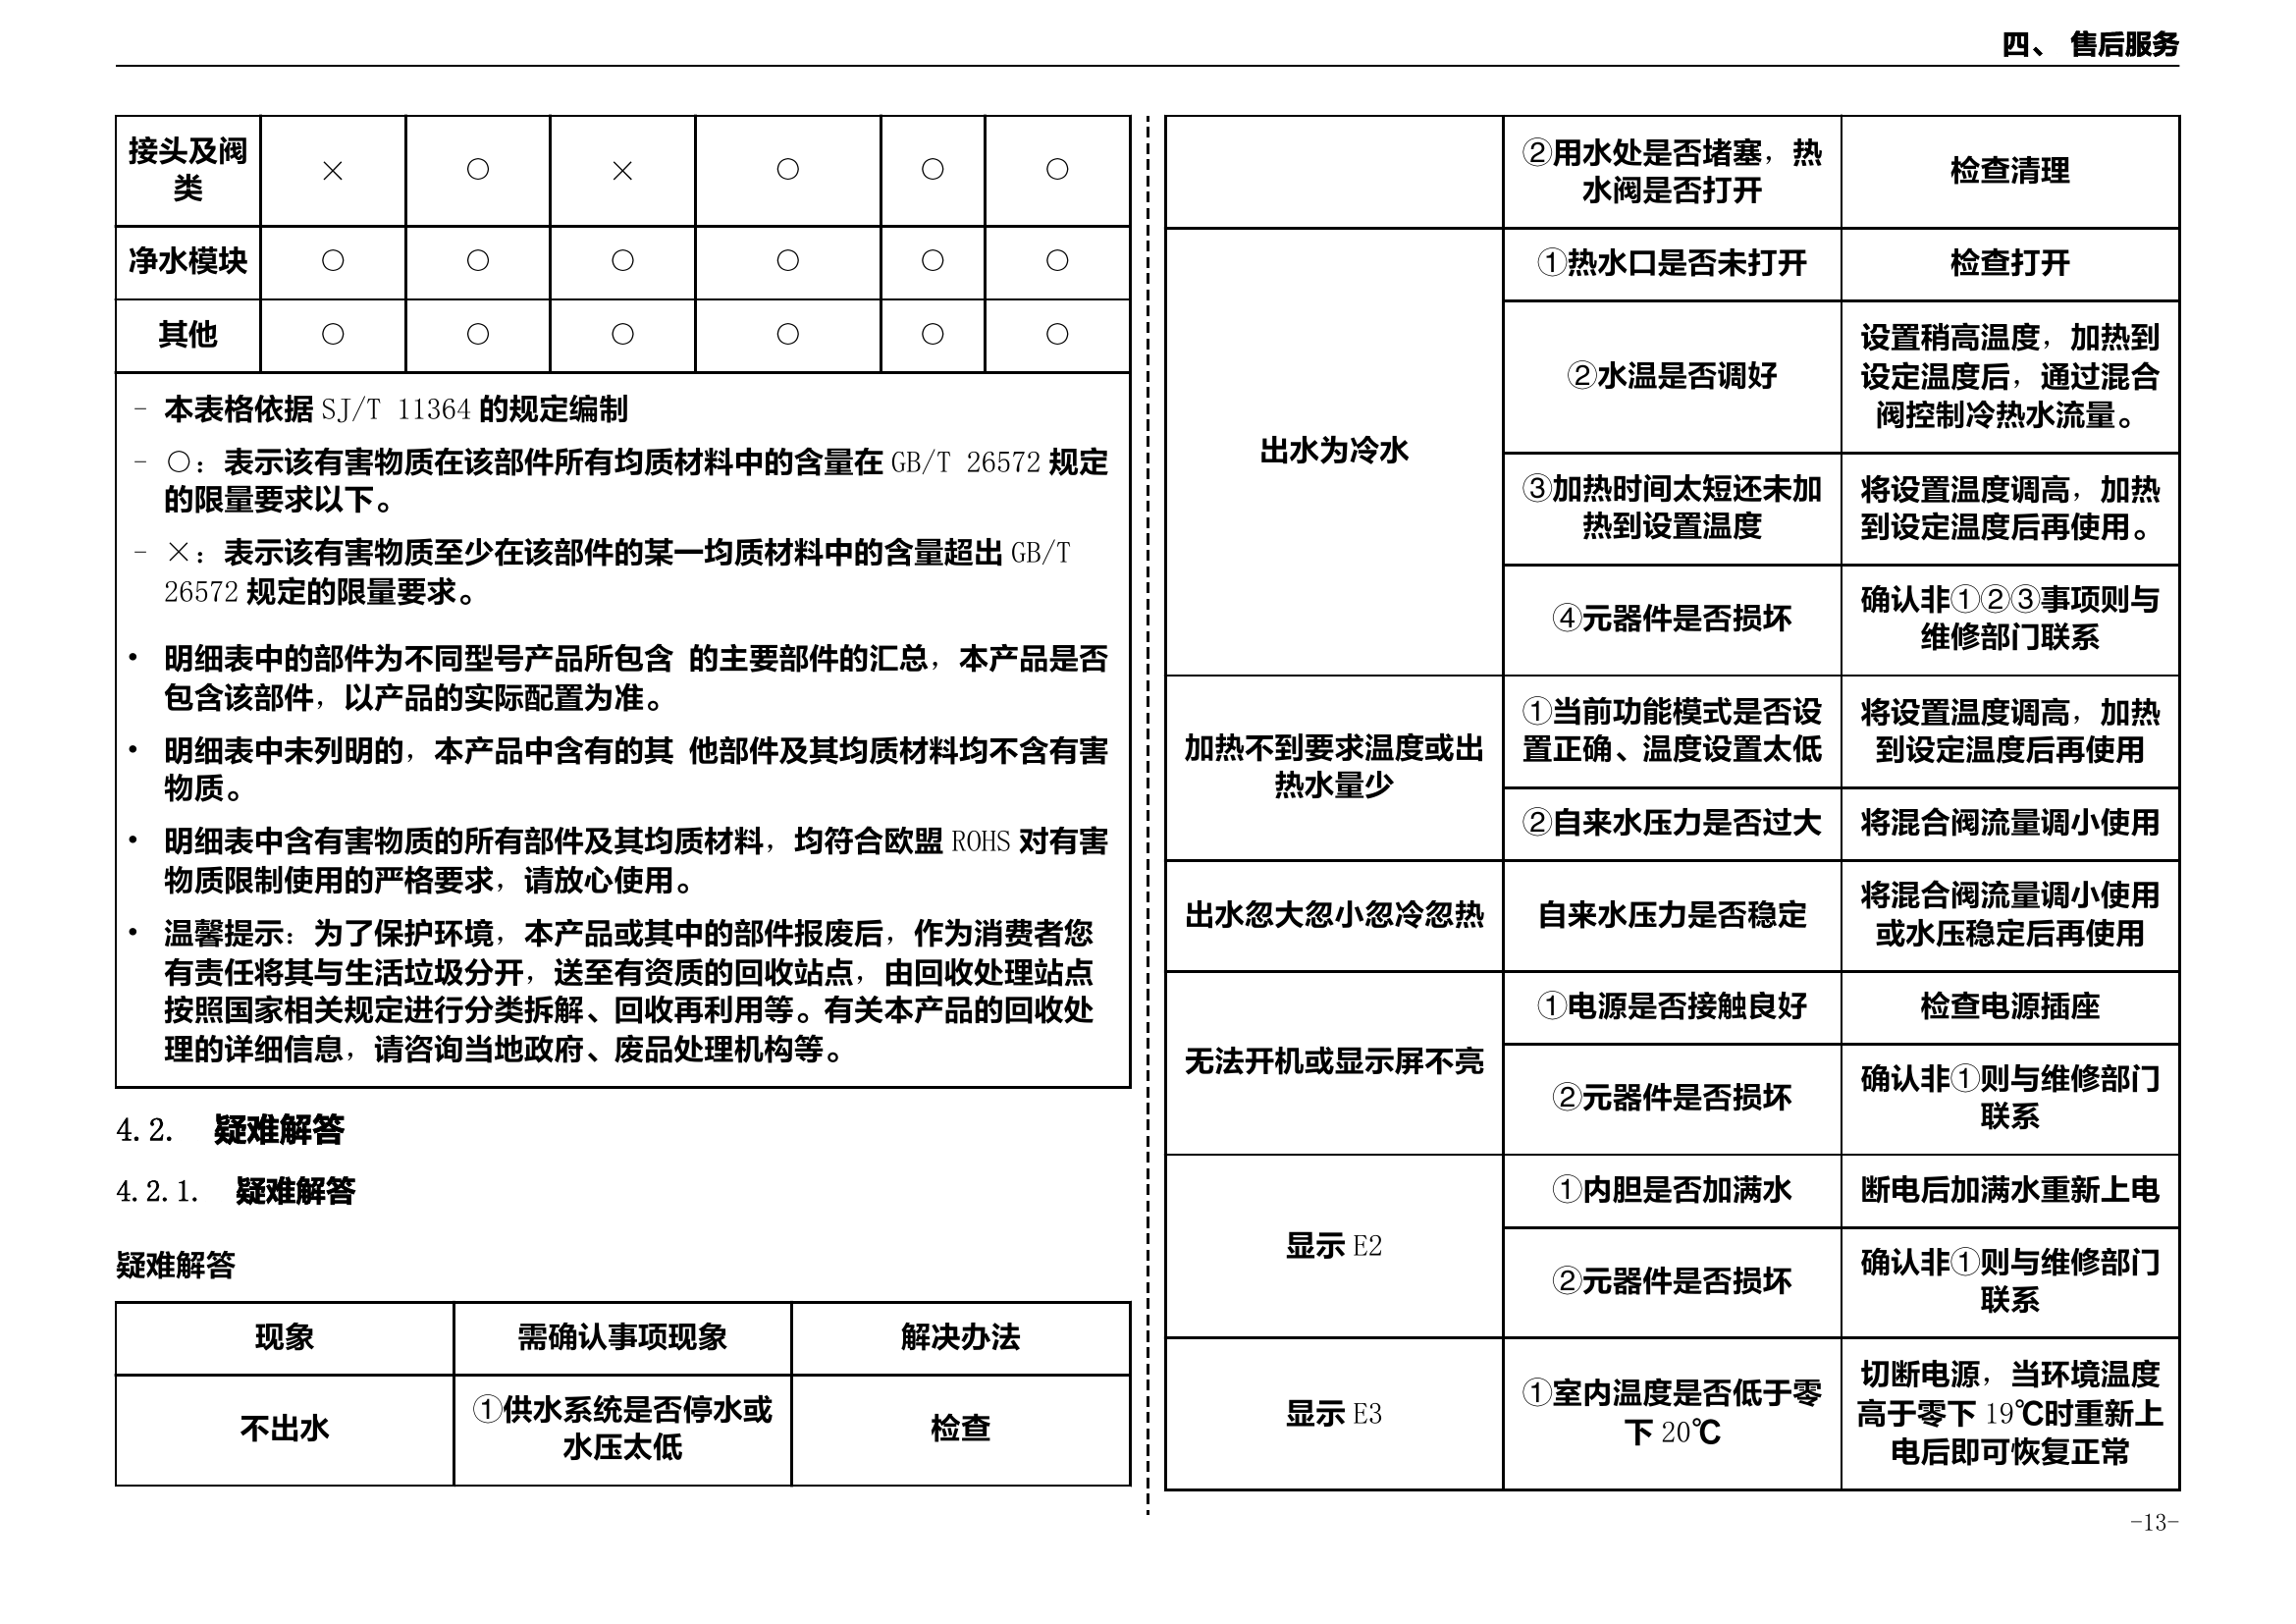 四、 售后服务
接头及阀
类
× ○ × ○ ○ ○
净水模块 ○ ○ ○ ○ ○ ○
其他 ○ ○ ○ ○ ○ ○
- 本表格依据 SJ/T 11364 的规定编制
- ○：表示该有害物质在该部件所有均质材料中的含量在 GB/T 26572 规定
的限量要求以下。
- ×：表示该有害物质至少在该部件的某一均质材料中的含量超出 GB/T
26572 规定的限量要求。
• 明细表中的部件为不同型号产品所包含 的主要部件的汇总，本产品是否
包含该部件，以产品的实际配置为准。
• 明细表中未列明的，本产品中含有的其 他部件及其均质材料均不含有害
物质。
• 明细表中含有害物质的所有部件及其均质材料，均符合欧盟 ROHS 对有害
物质限制使用的严格要求，请放心使用。
• 温馨提示：为了保护环境，本产品或其中的部件报废后，作为消费者您
有责任将其与生活垃圾分开，送至有资质的回收站点，由回收处理站点
按照国家相关规定进行分类拆解、回收再利用等。有关本产品的回收处
理的详细信息，请咨询当地政府、废品处理机构等。
4.2. 疑难解答
4.2.1. 疑难解答
疑难解答
现象 需确认事项现象 解决办法
不出水
①供水系统是否停水或
水压太低
检查
②用水处是否堵塞，热
水阀是否打开
检查清理
出水为冷水
①热水口是否未打开
检查打开
②水温是否调好
设置稍高温度，加热到
设定温度后，通过混合
阀控制冷热水流量。
③加热时间太短还未加
热到设置温度
将设置温度调高，加热
到设定温度后再使用。
④元器件是否损坏
确认非①②③事项则与
维修部门联系
加热不到要求温度或出
热水量少
①当前功能模式是否设
置正确、温度设置太低
将设置温度调高，加热
到设定温度后再使用
②自来水压力是否过大
将混合阀流量调小使用
出水忽大忽小忽冷忽热
自来水压力是否稳定
将混合阀流量调小使用
或水压稳定后再使用
无法开机或显示屏不亮
①电源是否接触良好
检查电源插座
②元器件是否损坏
确认非①则与维修部门
联系
显示 E2
①内胆是否加满水
断电后加满水重新上电
②元器件是否损坏
确认非①则与维修部门
联系
显示 E3
①室内温度是否低于零
下 20℃
切断电源，当环境温度
高于零下 19℃时重新上
电后即可恢复正常
-13-